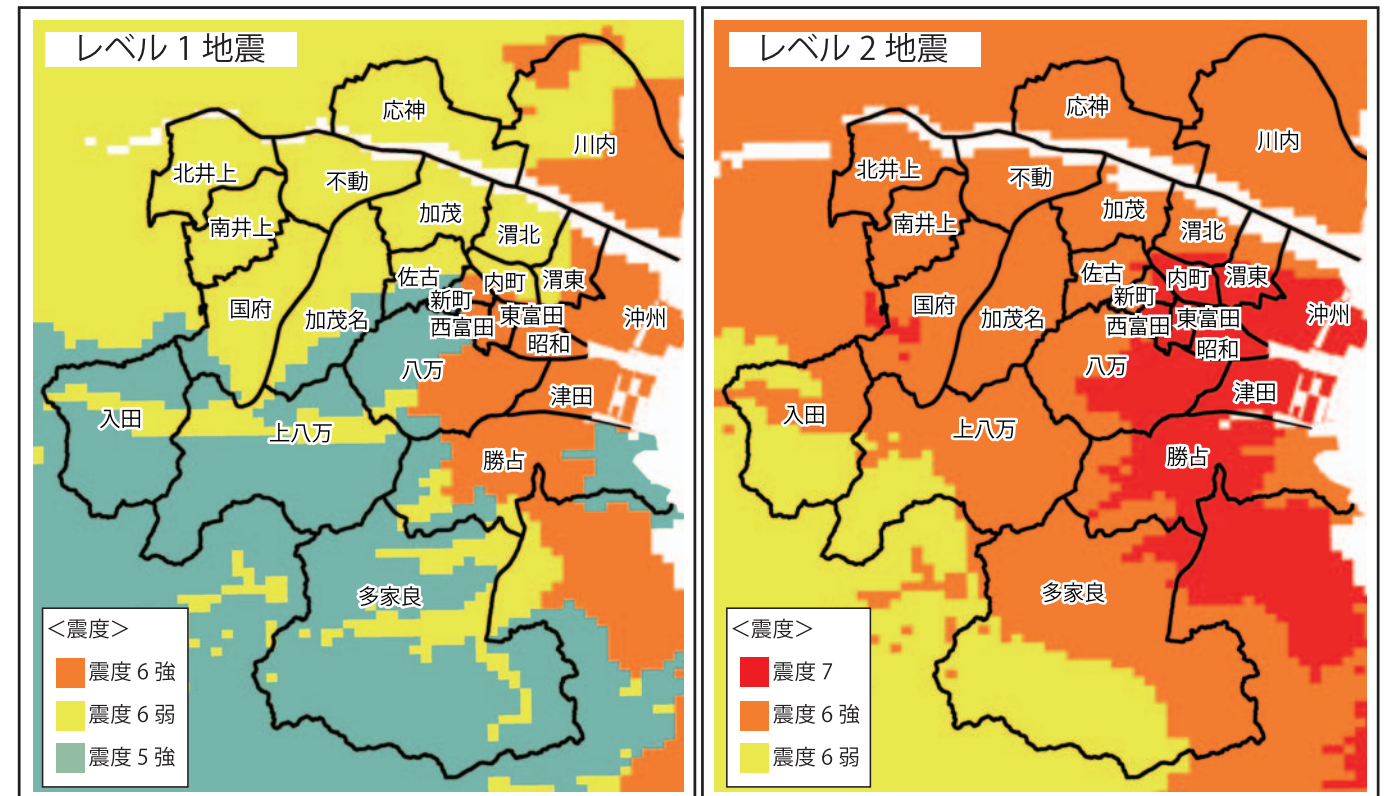 レベル1地震
応神
川内
北井上
不動
南井上
加茂
渭北
佐古
内町
渭東
新町
国府
加茂名
西富田
東富田
沖州
昭和
八万
津田
入田
上八万
勝占
多家良
＜震度＞
震度6強
震度6弱
震度5強
レベル2地震
応神
川内
北井上
不動
南井上
加茂
渭北
佐古
内町
渭東
新町
国府
加茂名
西富田
東富田
沖州
昭和
八万
津田
入田
上八万
勝占
多家良
＜震度＞
震度7
震度6強
震度6弱